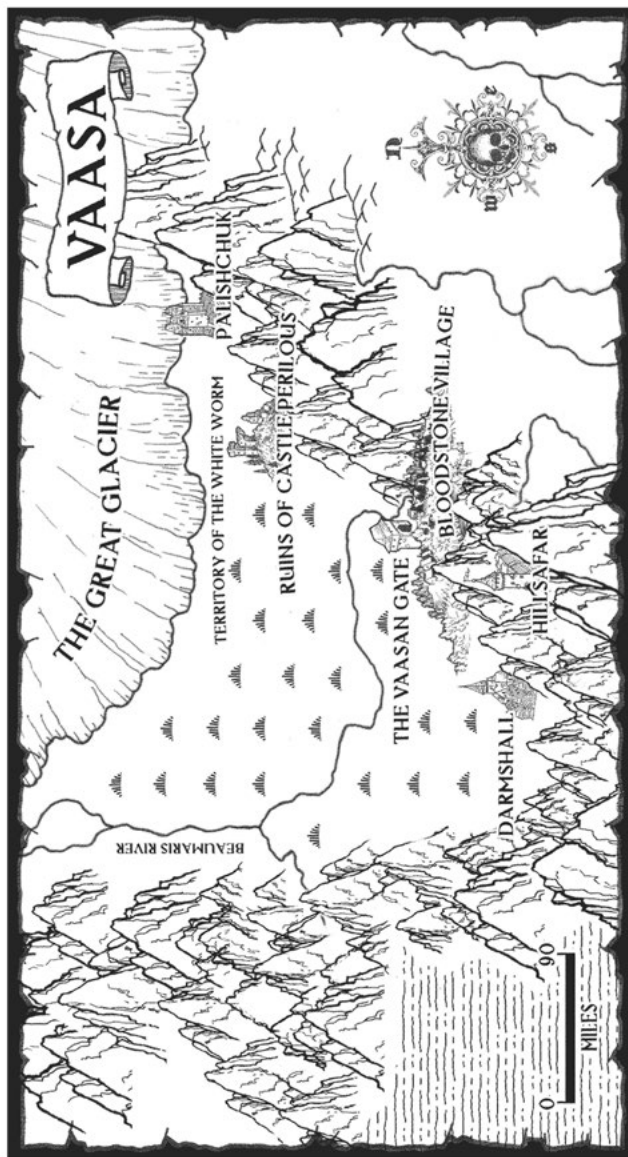 VAASA
THE GREAT GLACIER
PALISHCHUK
TERRITORY OF THE WHITE WORM
RUINS OF CASTLE PERILOUS
BEAUMARIS RIVER
THE VAASAN GATE
BLOODSTONE VILLAGE
DARMSHALL
HILLSAFAR
n
w
e
s
0
90
MILES